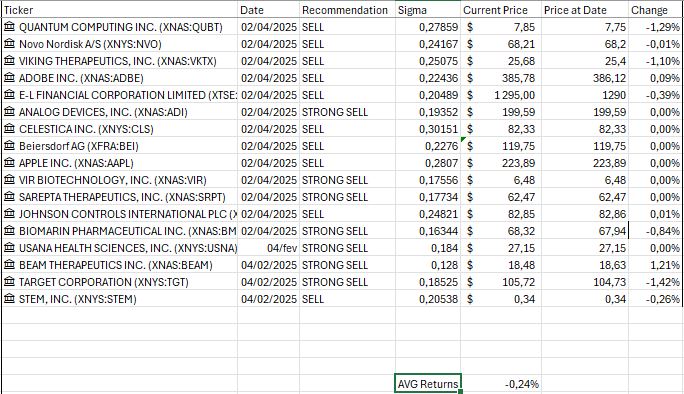 Ticker Date Recommendation Sigma Current Price Price at Date Change
QUANTUM COMPUTING INC. (XNAS:QUBT) 02/04/2025 SELL 0,27859 $ 7,85 7,75 -1,29%
Novo Nordisk A/S (XNYS:NVO) 02/04/2025 SELL 0,24167 $ 68,21 68,2 -0,01%
VIKING THERAPEUTICS, INC. (XNAS:VKTX) 02/04/2025 SELL 0,25075 $ 25,68 25,4 -1,10%
ADOBE INC. (XNAS:ADBE) 02/04/2025 SELL 0,22436 $ 385,78 386,12 0,09%
E-L FINANCIAL CORPORATION LIMITED (XTSE: 02/04/2025 SELL 0,20489 $ 1 295,00 1290 -0,39%
ANALOG DEVICES, INC. (XNAS:ADI) 02/04/2025 STRONG SELL 0,19352 $ 199,59 199,59 0,00%
CELESTICA INC. (XNYS:CLS) 02/04/2025 SELL 0,30151 $ 82,33 82,33 0,00%
Beiersdorf AG (XFRA:BEI) 02/04/2025 SELL 0,2276 $ 119,75 119,75 0,00%
APPLE INC. (XNAS:AAPL) 02/04/2025 SELL 0,2807 $ 223,89 223,89 0,00%
VIR BIOTECHNOLOGY, INC. (XNAS:VIR) 02/04/2025 STRONG SELL 0,17556 $ 6,48 6,48 0,00%
SAREPTA THERAPEUTICS, INC. (XNAS:SRPT) 02/04/2025 STRONG SELL 0,17734 $ 62,47 62,47 0,00%
JOHNSON CONTROLS INTERNATIONAL PLC (X 02/04/2025 SELL 0,24821 $ 82,85 82,86 0,01%
BIOMARIN PHARMACEUTICAL INC. (XNAS:BM 02/04/2025 STRONG SELL 0,16344 $ 68,32 67,94 -0,84%
USANA HEALTH SCIENCES, INC. (XNYS:USNA) 04/fev STRONG SELL 0,184 $ 27,15 27,15 0,00%
BEAM THERAPEUTICS INC. (XNAS:BEAM) 04/02/2025 STRONG SELL 0,128 $ 18,48 18,63 1,21%
TARGET CORPORATION (XNYS:TGT) 04/02/2025 STRONG SELL 0,18525 $ 105,72 104,73 -1,42%
STEM, INC. (XNYS:STEM) 04/02/2025 SELL 0,20538 $ 0,34 0,34 -0,26%
AVG Returns -0,24%